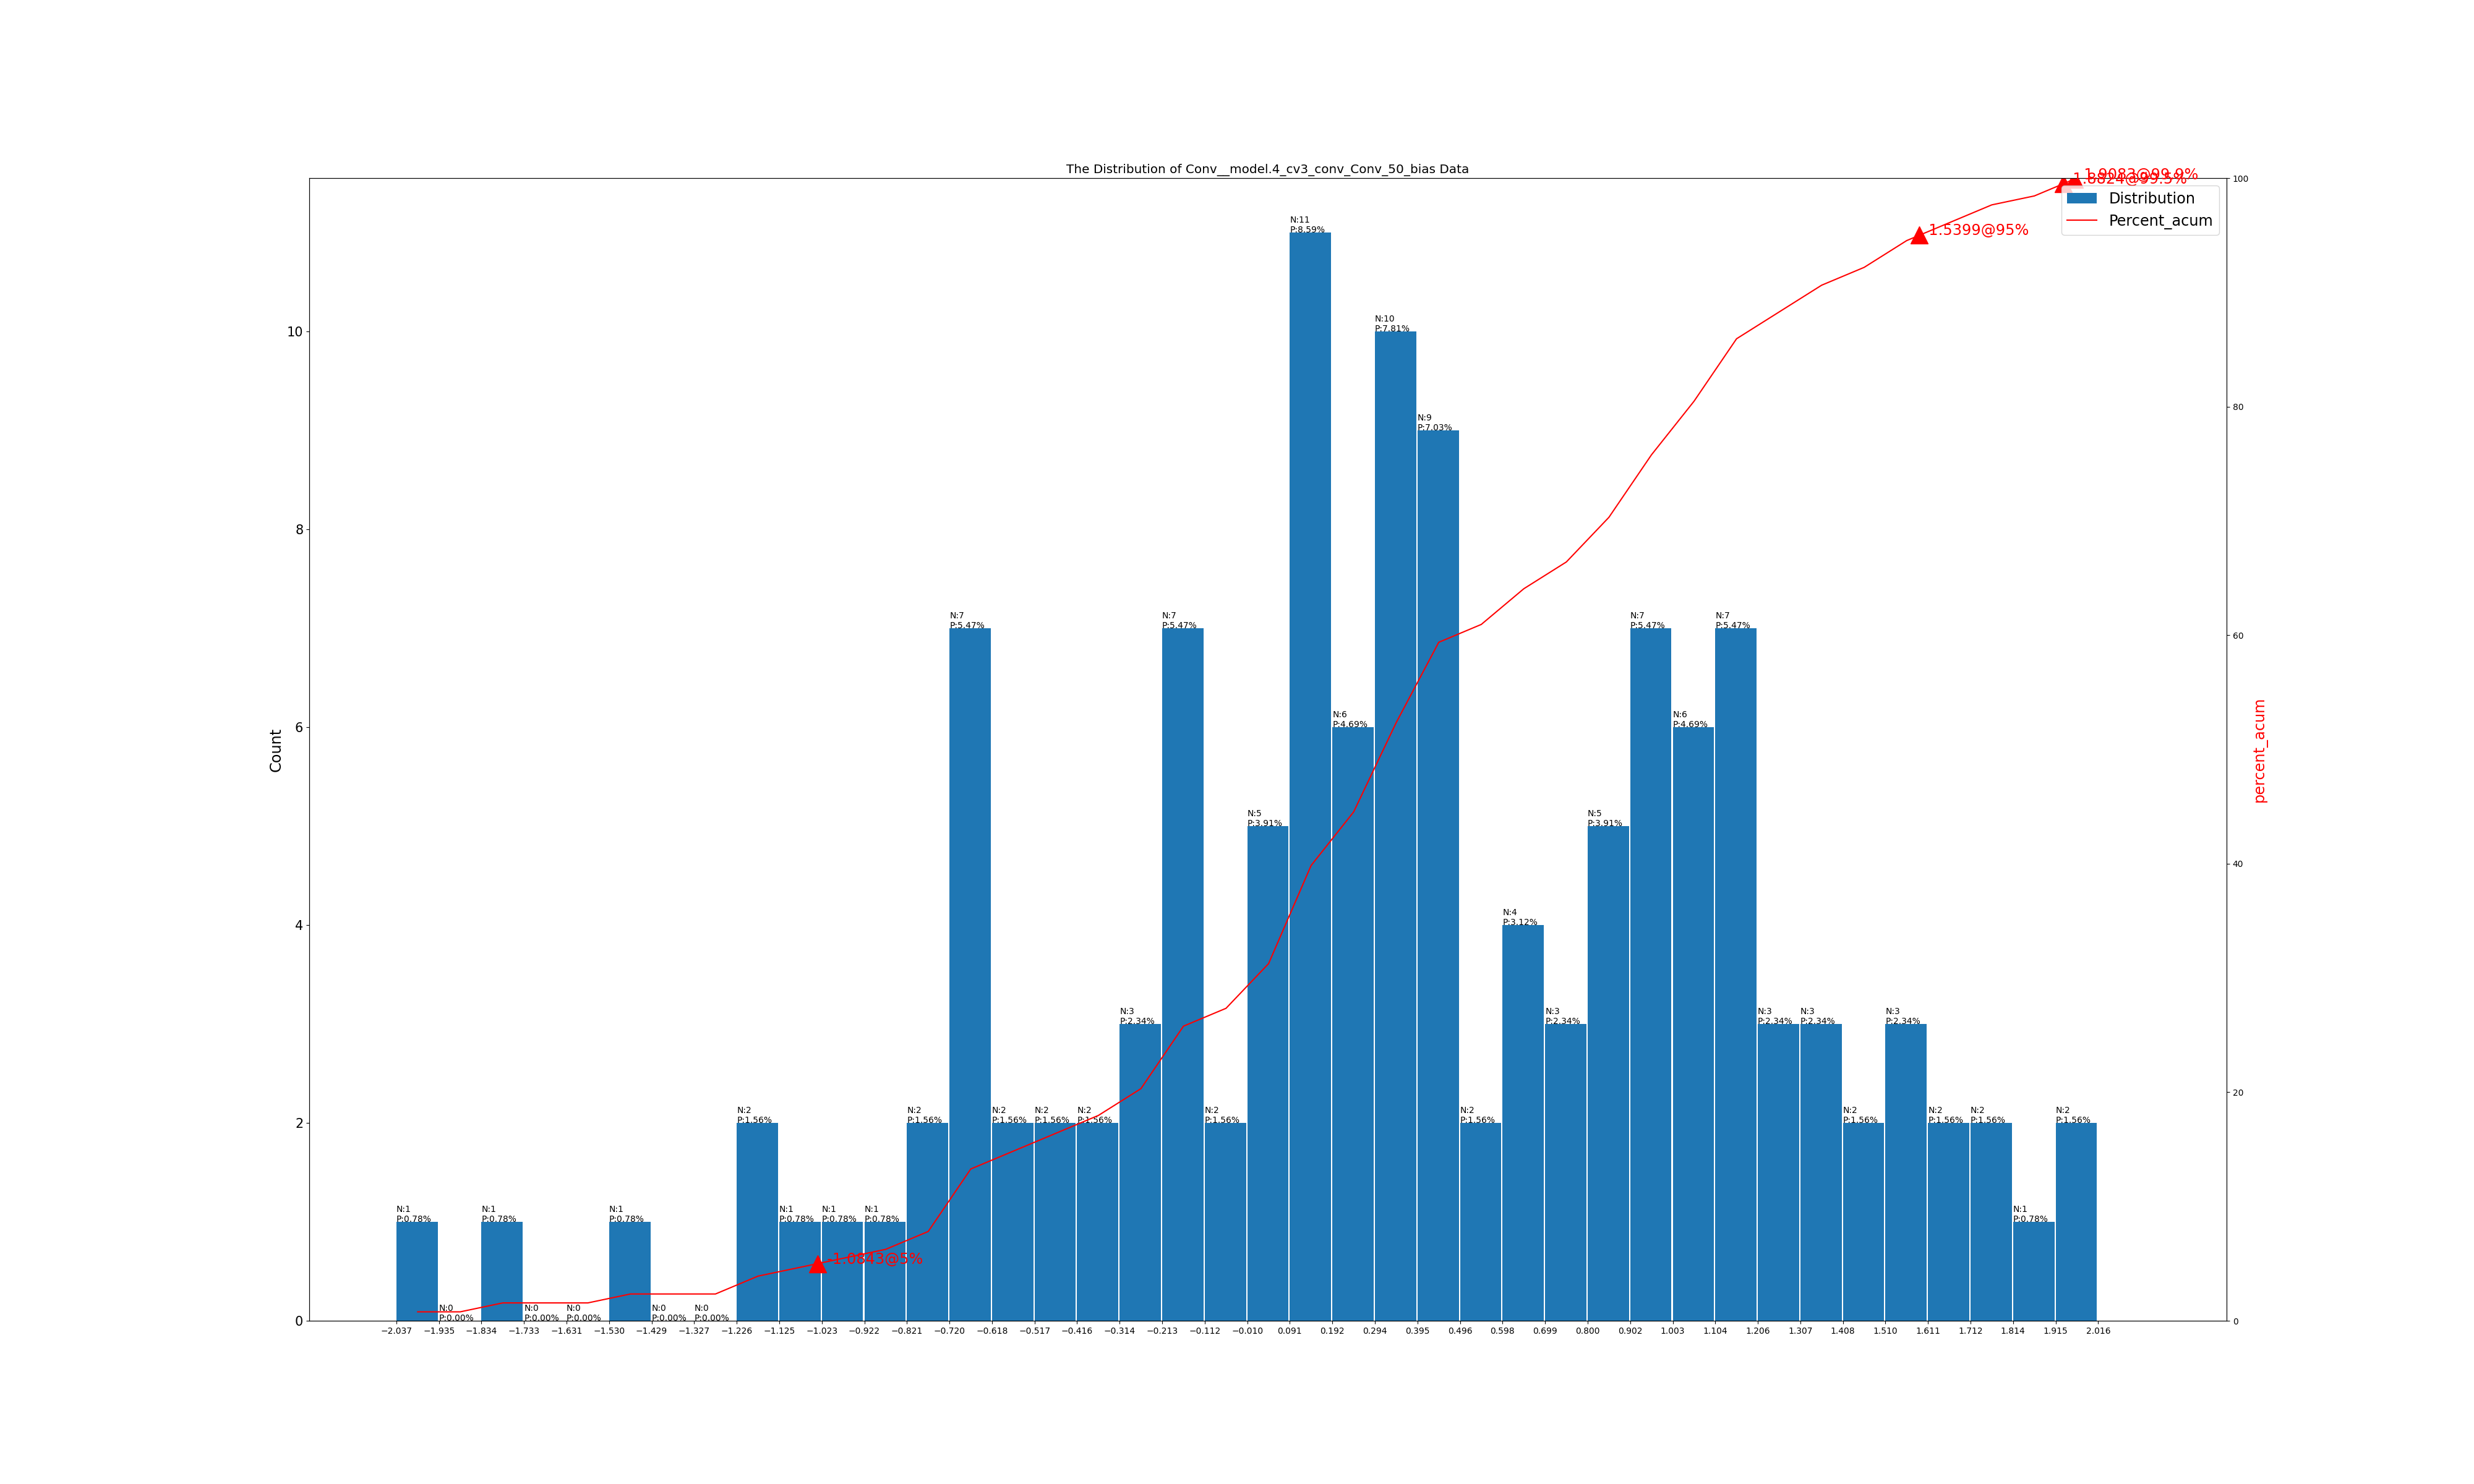 The Distribution of Conv__model.4_cv3_conv_Conv_50_bias Data
1.9083@99.9%
1.8824@99.5%
Distribution
Percent_acum
1.5399@95%
-1.0843@5%
Count
0
2
4
6
8
10
percent_acum
0
20
40
60
80
100
N:1
P:0.78%
N:0
P:0.00%
N:1
P:0.78%
N:0
P:0.00%
N:0
P:0.00%
N:1
P:0.78%
N:0
P:0.00%
N:0
P:0.00%
N:2
P:1.56%
N:1
P:0.78%
N:1
P:0.78%
N:1
P:0.78%
N:2
P:1.56%
N:7
P:5.47%
N:2
P:1.56%
N:2
P:1.56%
N:2
P:1.56%
N:3
P:2.34%
N:7
P:5.47%
N:2
P:1.56%
N:5
P:3.91%
N:11
P:8.59%
N:6
P:4.69%
N:10
P:7.81%
N:9
P:7.03%
N:2
P:1.56%
N:4
P:3.12%
N:3
P:2.34%
N:5
P:3.91%
N:7
P:5.47%
N:6
P:4.69%
N:7
P:5.47%
N:3
P:2.34%
N:3
P:2.34%
N:2
P:1.56%
N:3
P:2.34%
N:2
P:1.56%
N:2
P:1.56%
N:1
P:0.78%
N:2
P:1.56%
−2.037 −1.935 −1.834 −1.733 −1.631 −1.530 −1.429 −1.327 −1.226 −1.125 −1.023 −0.922 −0.821 −0.720 −0.618 −0.517 −0.416 −0.314 −0.213 −0.112 −0.010 0.091 0.192 0.294 0.395 0.496 0.598 0.699 0.800 0.902 1.003 1.104 1.206 1.307 1.408 1.510 1.611 1.712 1.814 1.915 2.016